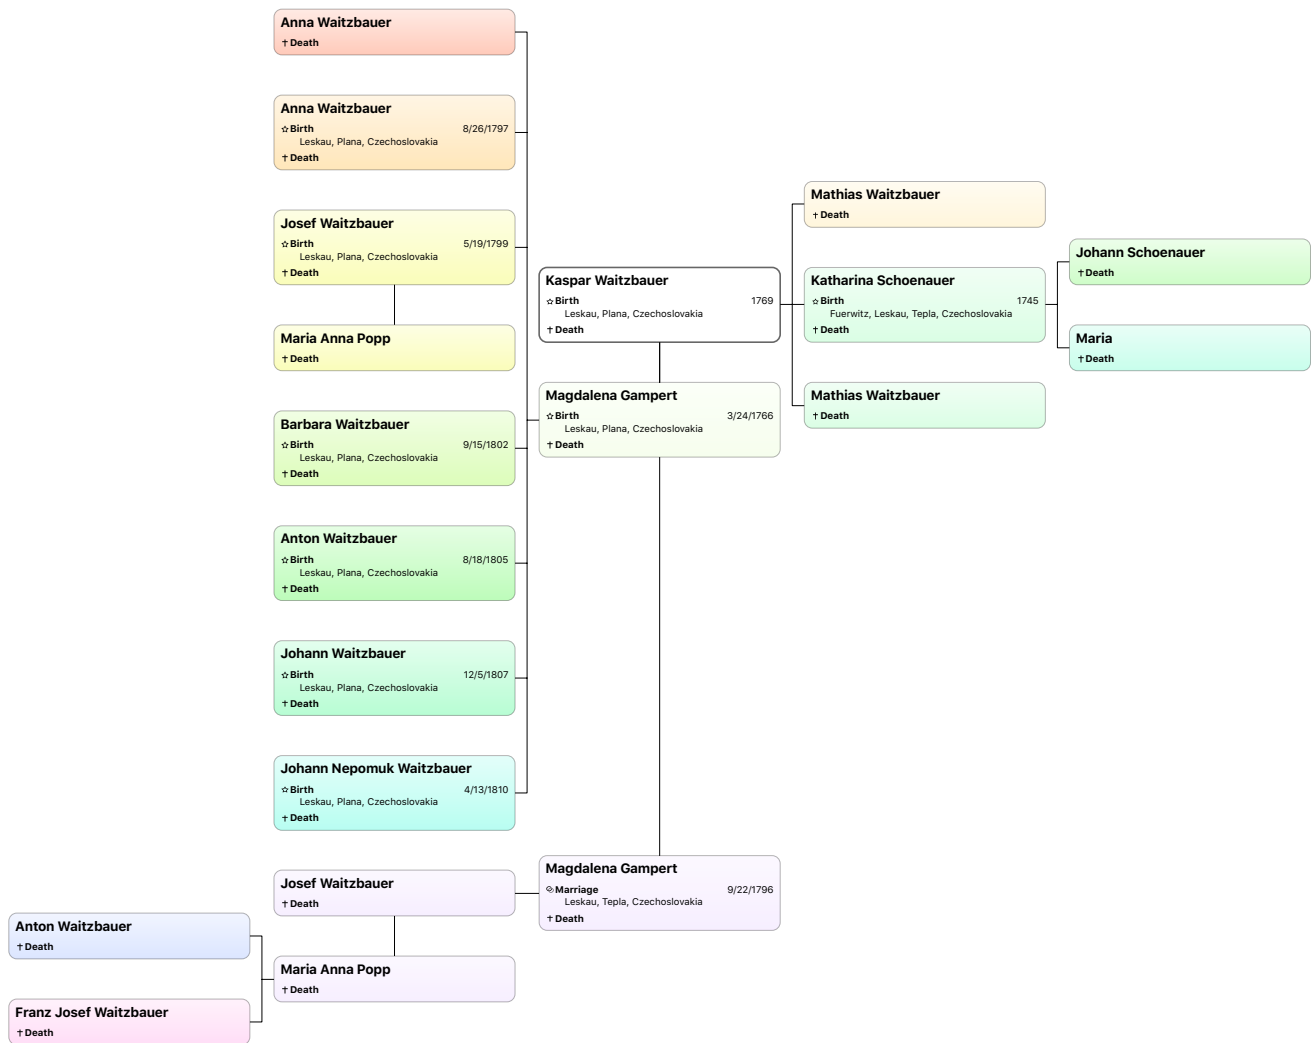 Anna Waitzbauer
†Death
Anna Waitzbauer
☆Birth 8/26/1797
Leskau, Plana, Czechoslovakia
†Death
Josef Waitzbauer
☆Birth 5/19/1799
Leskau, Plana, Czechoslovakia
†Death
Maria Anna Popp
†Death
Barbara Waitzbauer
☆Birth 9/15/1802
Leskau, Plana, Czechoslovakia
†Death
Anton Waitzbauer
☆Birth 8/18/1805
Leskau, Plana, Czechoslovakia
†Death
Johann Waitzbauer
☆Birth 12/5/1807
Leskau, Plana, Czechoslovakia
†Death
Johann Nepomuk Waitzbauer
☆Birth 4/13/1810
Leskau, Plana, Czechoslovakia
†Death
Josef Waitzbauer
†Death
Maria Anna Popp
†Death
Anton Waitzbauer
†Death
Franz Josef Waitzbauer
†Death
Kaspar Waitzbauer
☆Birth 1769
Leskau, Plana, Czechoslovakia
†Death
Magdalena Gampert
☆Birth 3/24/1766
Leskau, Plana, Czechoslovakia
†Death
Magdalena Gampert
⚭Marriage 9/22/1796
Leskau, Tepla, Czechoslovakia
†Death
Mathias Waitzbauer
†Death
Katharina Schoenauer
☆Birth 1745
Fuerwitz, Leskau, Tepla, Czechoslovakia
†Death
Mathias Waitzbauer
†Death
Johann Schoenauer
†Death
Maria
†Death